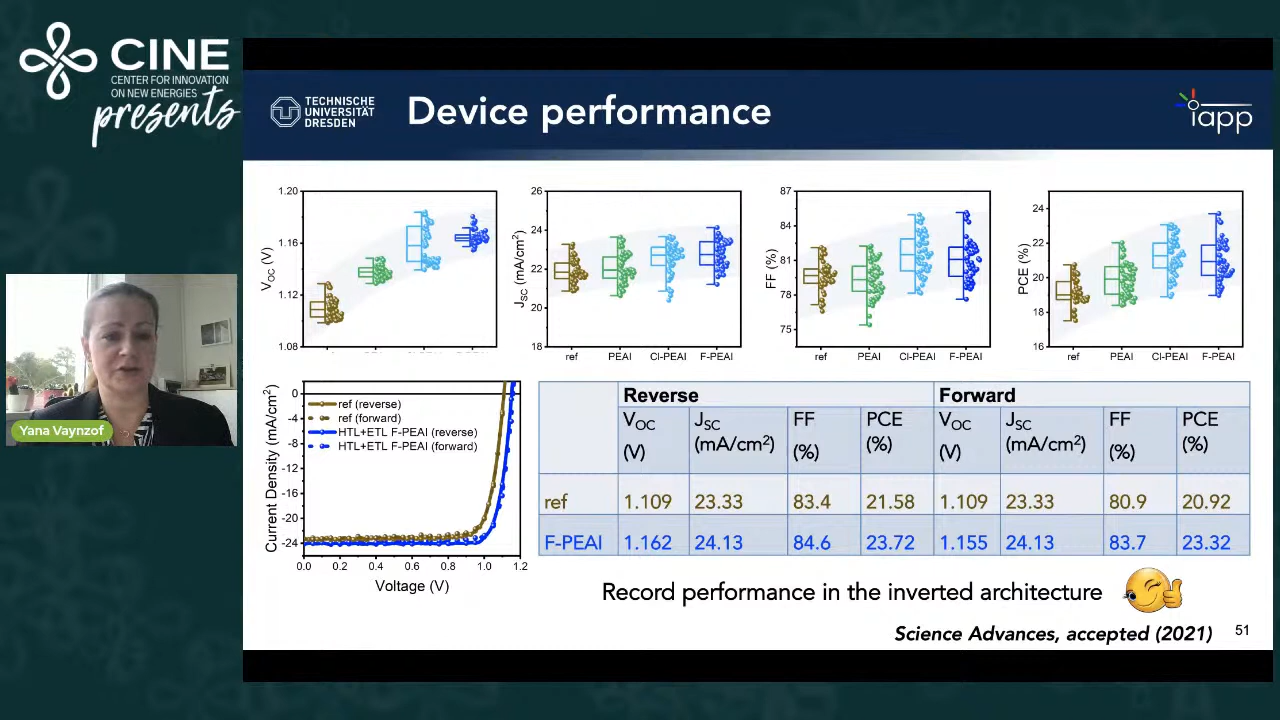 CINE
CENTER FOR INNOVATION
ON NEW ENERGIES
presents
TECHNISCHE
UNIVERSITÄT
DRESDEN
Device performance
iapp
1.20
1.16
1.12
1.08
V_OC (V)
26
24
22
20
18
J_SC (mA/cm²)
ref PEAI Cl-PEAI F-PEAI
87
84
81
78
75
FF (%)
ref PEAI Cl-PEAI F-PEAI
24
22
20
18
16
PCE (%)
ref PEAI Cl-PEAI F-PEAI
Yana Vaynzof
0
-4
-8
-12
-16
-20
-24
Current Density (mA/cm²)
ref (reverse)
ref (forward)
HTL+ETL F-PEAI (reverse)
HTL+ETL F-PEAI (forward)
0.0 0.2 0.4 0.6 0.8 1.0 1.2
Voltage (V)
Reverse Forward
V_OC J_SC FF PCE V_OC J_SC FF PCE
(V) (mA/cm²) (%) (%) (V) (mA/cm²) (%) (%)
ref 1.109 23.33 83.4 21.58 1.109 23.33 80.9 20.92
F-PEAI 1.162 24.13 84.6 23.72 1.155 24.13 83.7 23.32
Record performance in the inverted architecture
Science Advances, accepted (2021)
51